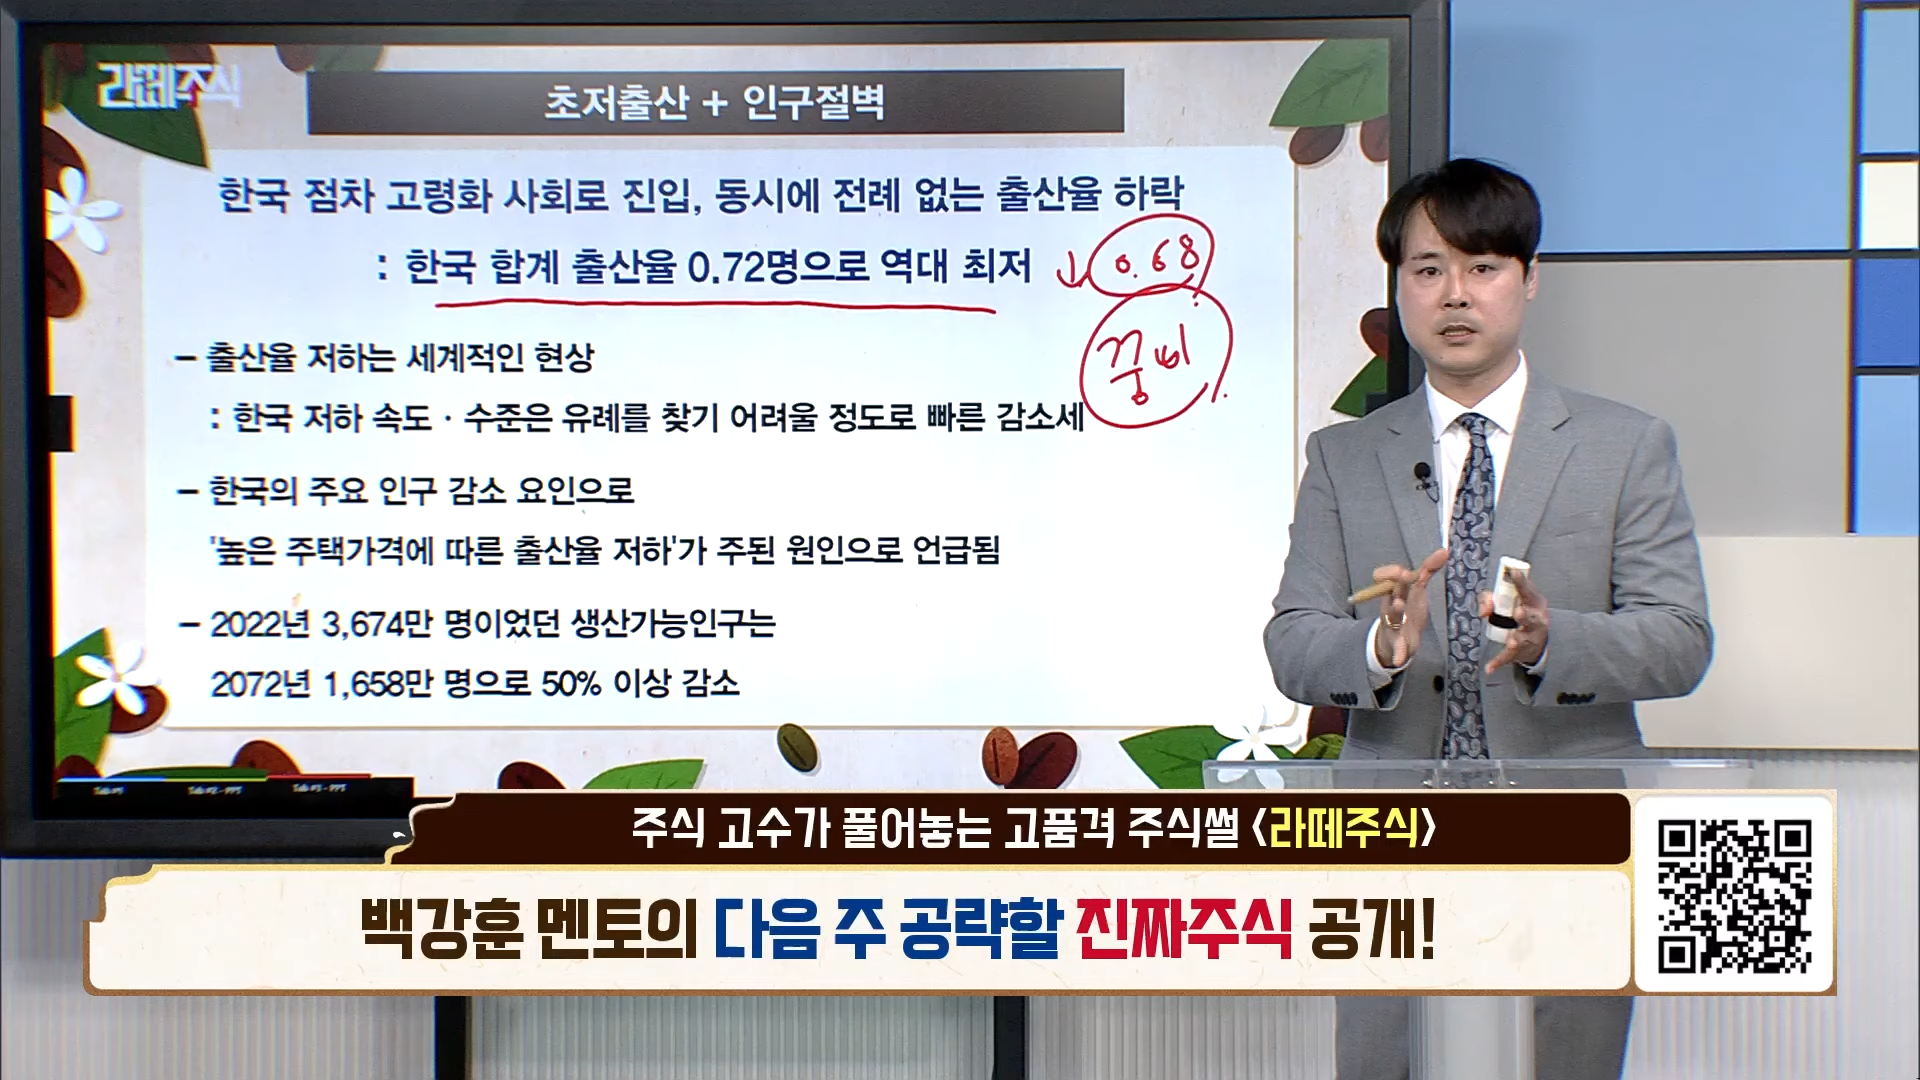 라떼주식
초저출산 + 인구절벽
한국 점차 고령화 사회로 진입, 동시에 전례 없는 출산율 하락
: 한국 합계 출산율 0.72명으로 역대 최저
↓ 0.68
꿈비
- 출산율 저하는 세계적인 현상
: 한국 저하 속도 · 수준은 유례를 찾기 어려울 정도로 빠른 감소세
- 한국의 주요 인구 감소 요인으로
'높은 주택가격에 따른 출산율 저하'가 주된 원인으로 언급됨
- 2022년 3,674만 명이었던 생산가능인구는
2072년 1,658만 명으로 50% 이상 감소
주식 고수가 풀어놓는 고품격 주식썰 <라떼주식>
백강훈 멘토의 다음 주 공략할 진짜주식 공개!